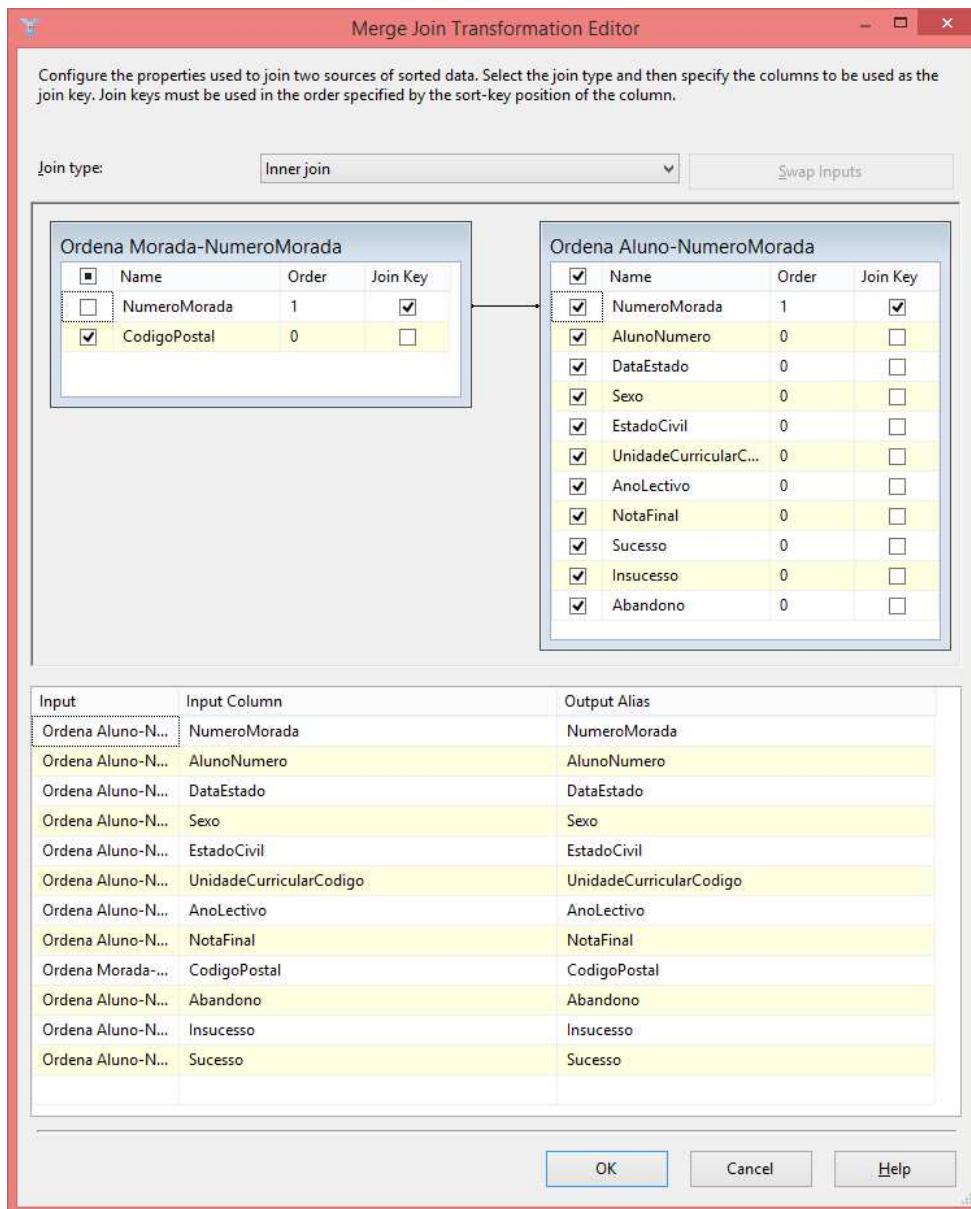 Merge Join Transformation Editor
Configure the properties used to join two sources of sorted data. Select the join type and then specify the columns to be used as the
join key. Join keys must be used in the order specified by the sort-key position of the column.
Join type: Inner join Swap Inputs
Ordena Morada-NumeroMorada
Name Order Join Key
NumeroMorada 1
CodigoPostal 0
Ordena Aluno-NumeroMorada
Name Order Join Key
NumeroMorada 1
AlunoNumero 0
DataEstado 0
Sexo 0
EstadoCivil 0
UnidadeCurricularC... 0
AnoLectivo 0
NotaFinal 0
Sucesso 0
Insucesso 0
Abandono 0
Input Input Column Output Alias
Ordena Aluno-N... NumeroMorada NumeroMorada
Ordena Aluno-N... AlunoNumero AlunoNumero
Ordena Aluno-N... DataEstado DataEstado
Ordena Aluno-N... Sexo Sexo
Ordena Aluno-N... EstadoCivil EstadoCivil
Ordena Aluno-N... UnidadeCurricularCodigo UnidadeCurricularCodigo
Ordena Aluno-N... AnoLectivo AnoLectivo
Ordena Aluno-N... NotaFinal NotaFinal
Ordena Morada-... CodigoPostal CodigoPostal
Ordena Aluno-N... Abandono Abandono
Ordena Aluno-N... Insucesso Insucesso
Ordena Aluno-N... Sucesso Sucesso
OK Cancel Help